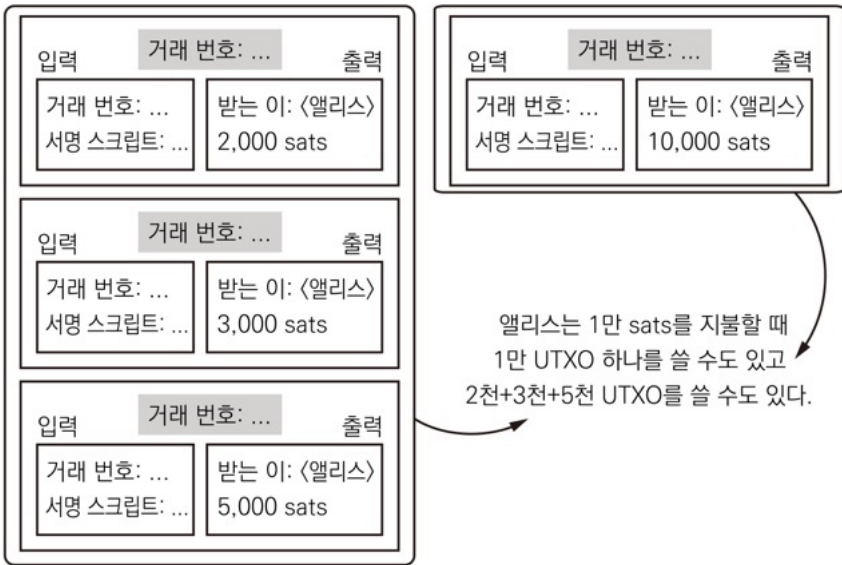 거래 번호: ...
입력
출력
거래 번호: ...
서명 스크립트: ...
받는 이: 〈앨리스〉
2,000 sats
거래 번호: ...
입력
출력
거래 번호: ...
서명 스크립트: ...
받는 이: 〈앨리스〉
3,000 sats
거래 번호: ...
입력
출력
거래 번호: ...
서명 스크립트: ...
받는 이: 〈앨리스〉
5,000 sats
거래 번호: ...
입력
출력
거래 번호: ...
서명 스크립트: ...
받는 이: 〈앨리스〉
10,000 sats
앨리스는 1만 sats를 지불할 때
1만 UTXO 하나를 쓸 수도 있고
2천+3천+5천 UTXO를 쓸 수도 있다.